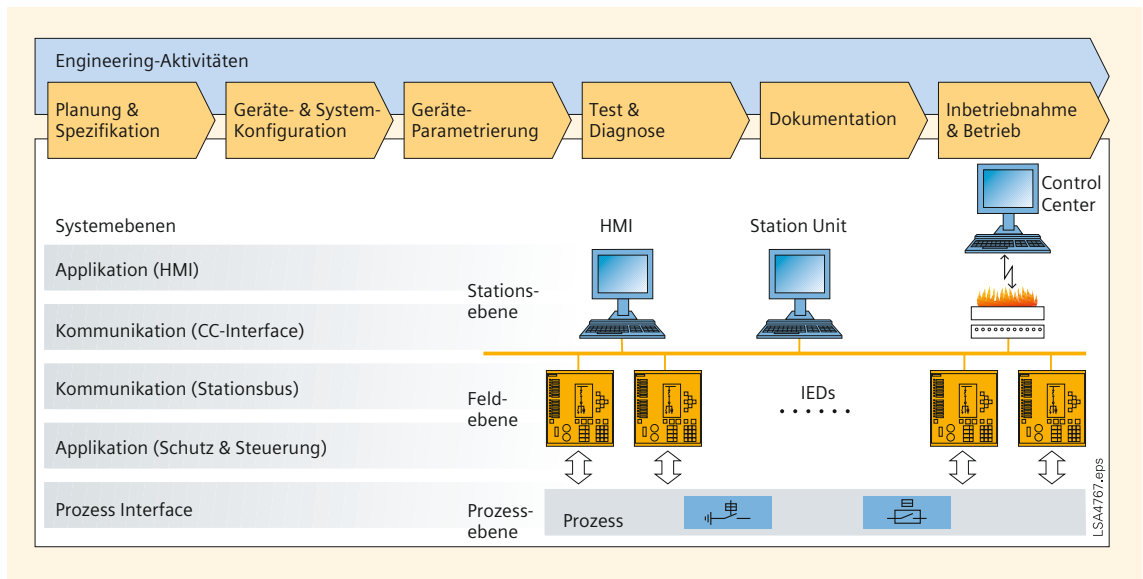 Engineering-Aktivitäten
Planung &
Spezifikation
Geräte- & System-
Konfiguration
Geräte-
Parametrierung
Test &
Diagnose
Dokumentation
Inbetriebnahme
& Betrieb
Control
Center
Systemebenen
HMI
Station Unit
Applikation (HMI)
Stations-
ebene
Kommunikation (CC-Interface)
Kommunikation (Stationsbus)
Feld-
ebene
IEDs
Applikation (Schutz & Steuerung)
Prozess Interface
Prozess-
ebene
Prozess
LSA4767.eps